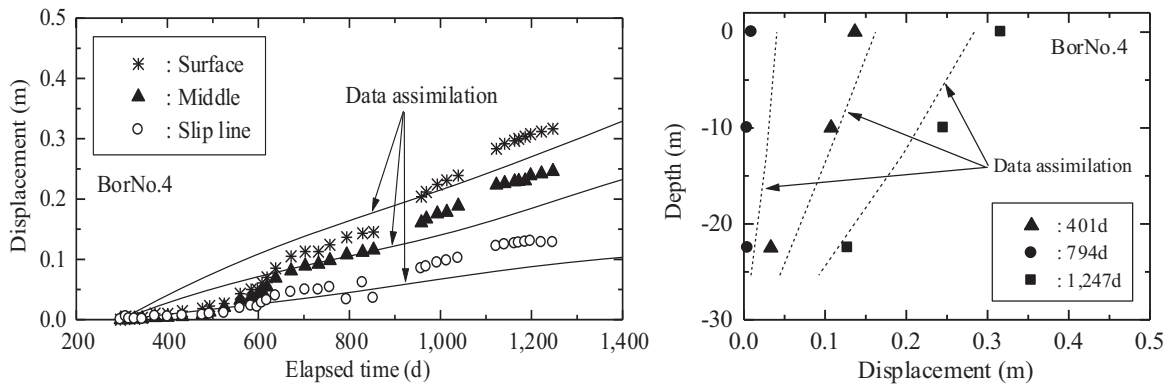 0.5
0.4
0.3
0.2
0.1
0.0
Displacement (m)
: Surface
: Middle
: Slip line
Data assimilation
BorNo.4
200 400 600 800 1,000 1,200 1,400
Elapsed time (d)
0
-10
-20
-30
Depth (m)
BorNo.4
Data assimilation
: 401d
: 794d
: 1,247d
0.0 0.1 0.2 0.3 0.4 0.5
Displacement (m)